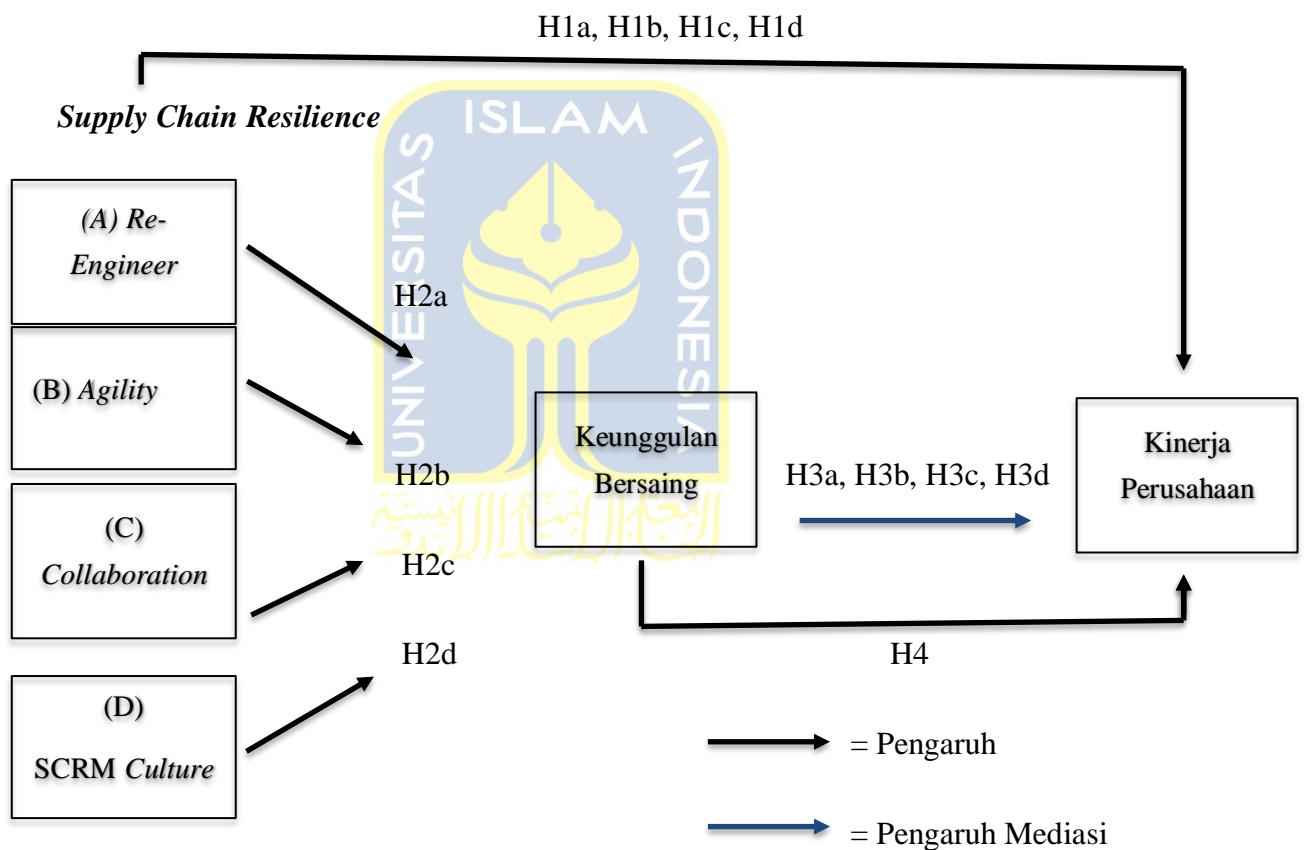 H1a, H1b, H1c, H1d
Supply Chain Resilience
ISLAM
UNIVERSITAS
INDONESIA
(A) Re-
Engineer
H2a
(B) Agility
H2b
Keunggulan
Bersaing
H3a, H3b, H3c, H3d
Kinerja
Perusahaan
(C)
Collaboration
H2c
H2d
H4
(D)
SCRM Culture
= Pengaruh
= Pengaruh Mediasi